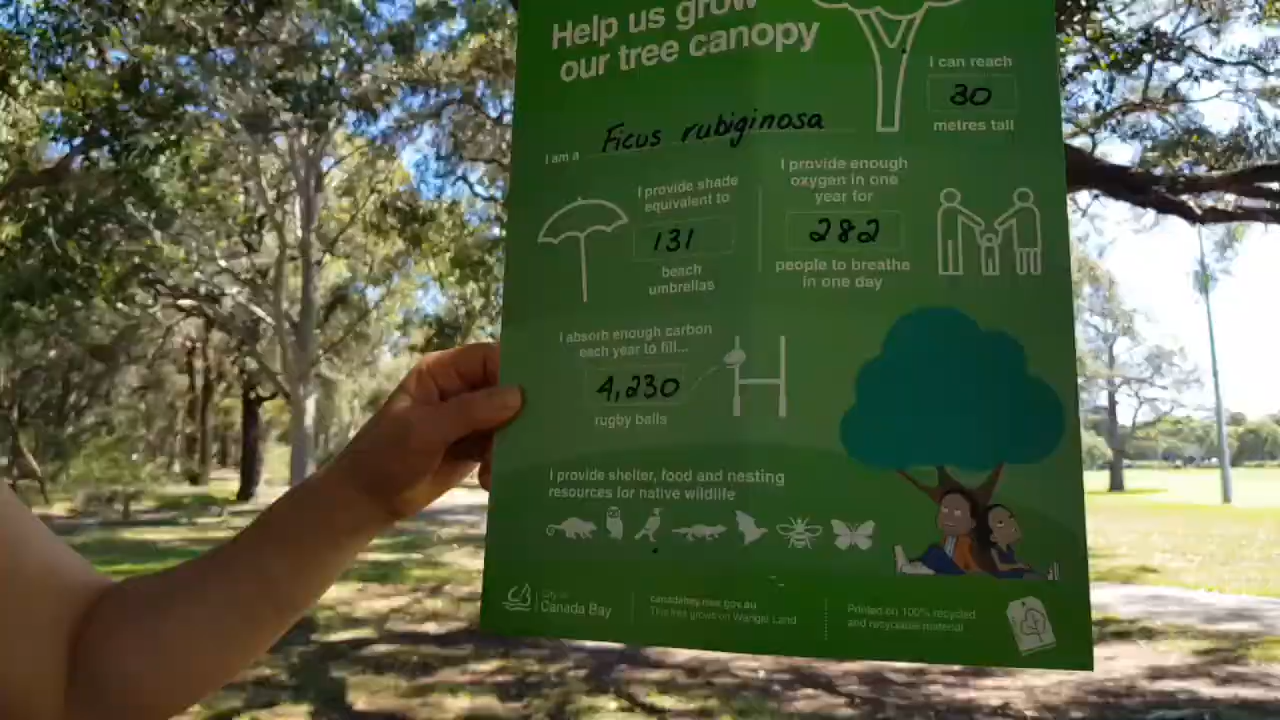 Help us grow
our tree canopy
I can reach
30
metres tall
I am a Ficus rubiginosa
I provide shade
equivalent to
131
beach
umbrellas
I provide enough
oxygen in one
year for
282
people to breathe
in one day
I absorb enough carbon
each year to fill...
4,230
rugby balls
I provide shelter, food and nesting
resources for native wildlife
City of
Canada Bay
canadabay.nsw.gov.au
This tree grows on Wangal Land
Printed on 100% recycled
and recyclable material